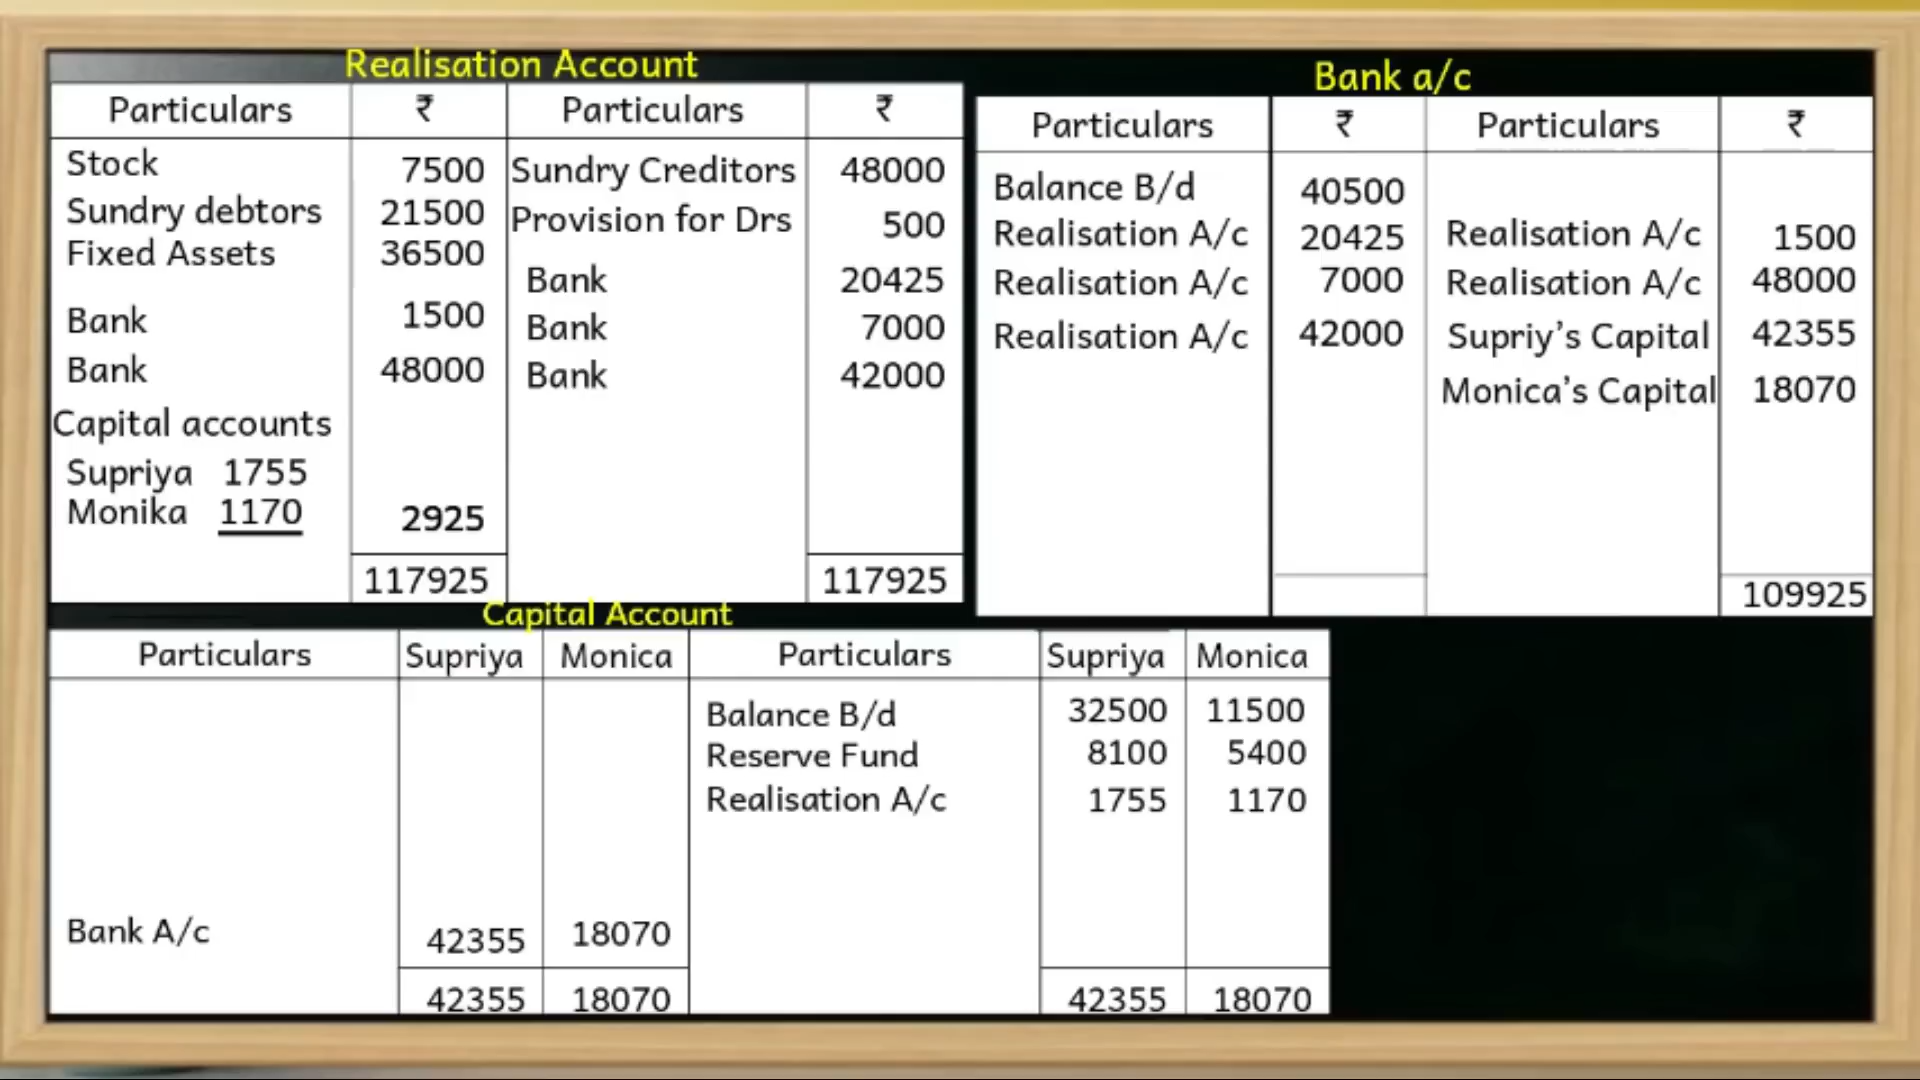 Realisation Account
Particulars ₹ Particulars ₹
Stock 7500 Sundry Creditors 48000
Sundry debtors 21500 Provision for Drs 500
Fixed Assets 36500
Bank 20425
Bank 1500 Bank 7000
Bank 48000 Bank 42000
Capital accounts
Supriya 1755
Monika 1170 2925
117925 117925
Bank a/c
Particulars ₹ Particulars ₹
Balance B/d 40500
Realisation A/c 20425 Realisation A/c 1500
Realisation A/c 7000 Realisation A/c 48000
Realisation A/c 42000 Supriy's Capital 42355
Monica's Capital 18070
109925
Capital Account
Particulars Supriya Monica Particulars Supriya Monica
Balance B/d 32500 11500
Reserve Fund 8100 5400
Realisation A/c 1755 1170
Bank A/c 42355 18070
42355 18070 42355 18070